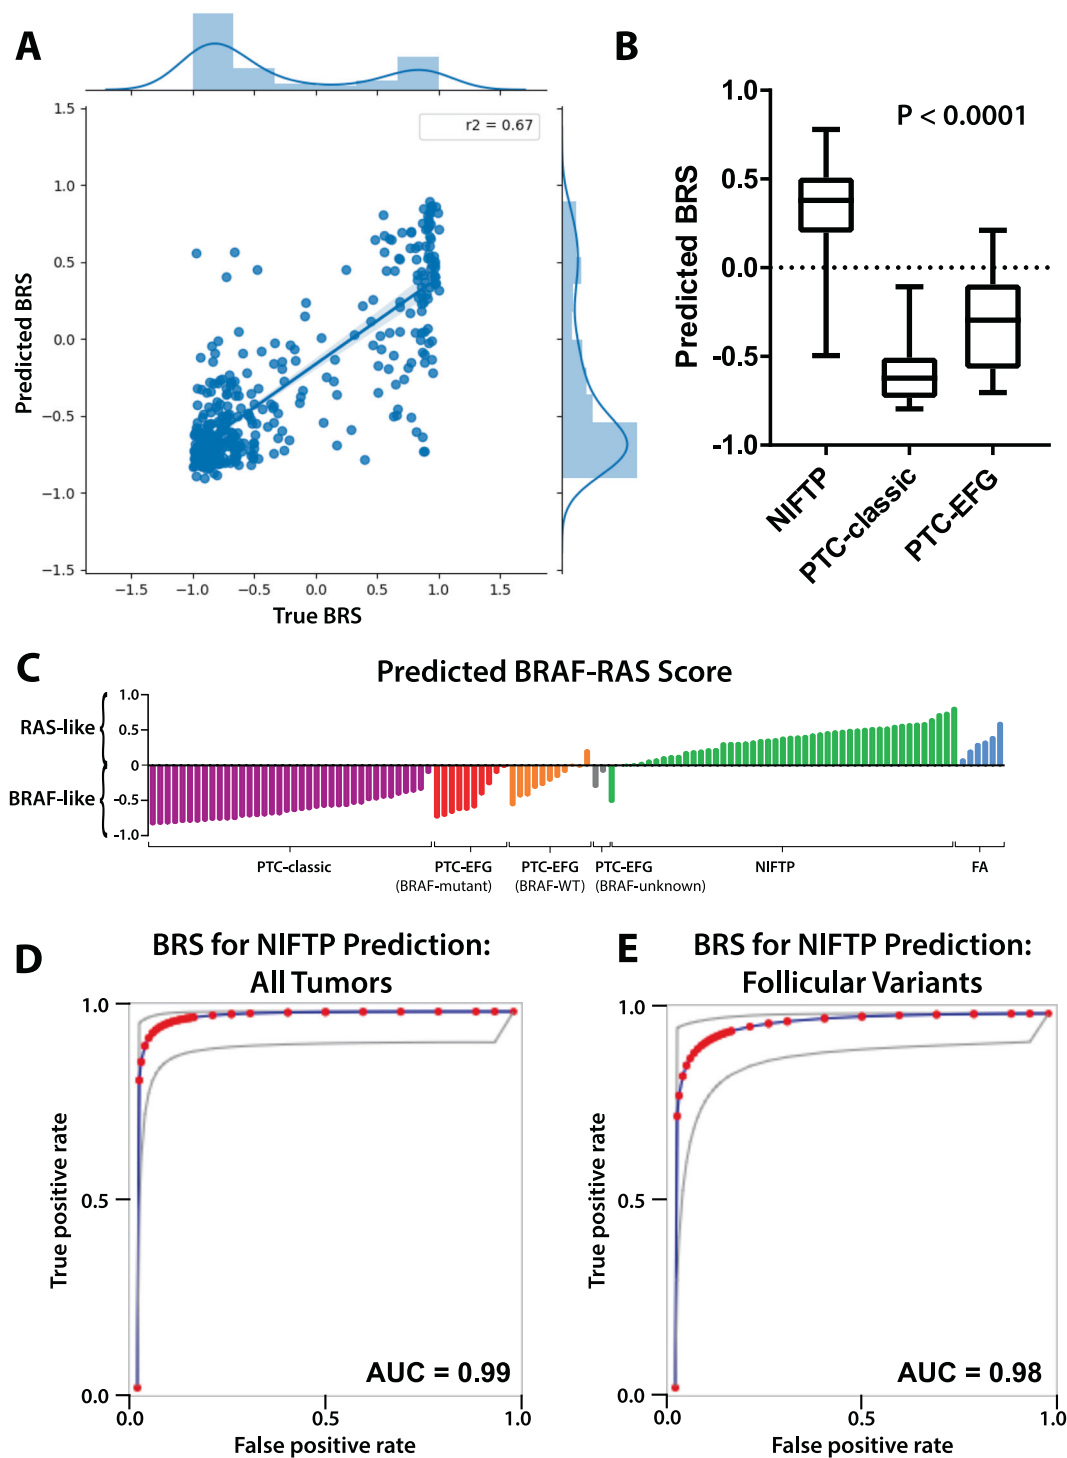 A
r2 = 0.67
1.5
1.0
0.5
0.0
−0.5
−1.0
−1.5
Predicted BRS
−1.5 −1.0 −0.5 0.0 0.5 1.0 1.5
True BRS
B
P < 0.0001
1.0
0.5
0.0
-0.5
-1.0
Predicted BRS
NIFTP
PTC-classic
PTC-EFG
C
Predicted BRAF-RAS Score
RAS-like
BRAF-like
1.0
0.5
0
-0.5
-1.0
PTC-classic
PTC-EFG
(BRAF-mutant)
PTC-EFG
(BRAF-WT)
PTC-EFG
(BRAF-unknown)
NIFTP
FA
D
BRS for NIFTP Prediction:
All Tumors
1.0
0.5
0.0
True positive rate
AUC = 0.99
0.0 0.5 1.0
False positive rate
E
BRS for NIFTP Prediction:
Follicular Variants
1.0
0.5
0.0
True positive rate
AUC = 0.98
0.0 0.5 1.0
False positive rate